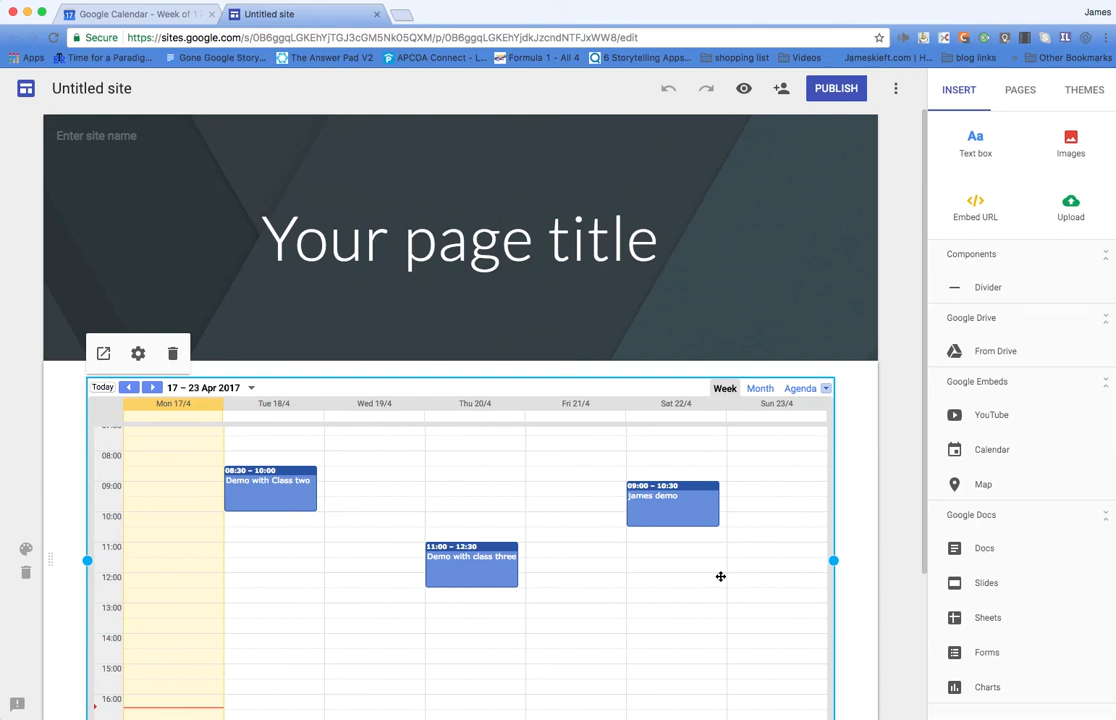 Google Calendar - Week of 17
Untitled site
James
Secure
https://sites.google.com/s/0B6ggqLGKEhYjTGJ3cGM5Nk05QXM/p/0B6ggqLGKEhYjdkJzcndNTFJxWW8/edit
Apps
Time for a Paradig...
Gone Google Story...
The Answer Pad V2
APCOA Connect - L...
Formula 1 - All 4
6 Storytelling Apps...
shopping list
Videos
Jameskieft.com | H...
blog links
Other Bookmarks
Untitled site
PUBLISH
INSERT
PAGES
THEMES
Enter site name
Your page title
Aa
Text box
Images
Embed URL
Upload
Components
Divider
Google Drive
From Drive
Google Embeds
YouTube
Calendar
Map
Google Docs
Docs
Slides
Sheets
Forms
Charts
Today
17 – 23 Apr 2017
Week
Month
Agenda
Mon 17/4
Tue 18/4
Wed 19/4
Thu 20/4
Fri 21/4
Sat 22/4
Sun 23/4
08:00
09:00
10:00
11:00
12:00
13:00
14:00
15:00
16:00
08:30 – 10:00
Demo with Class two
11:00 – 12:30
Demo with class three
09:00 – 10:30
james demo